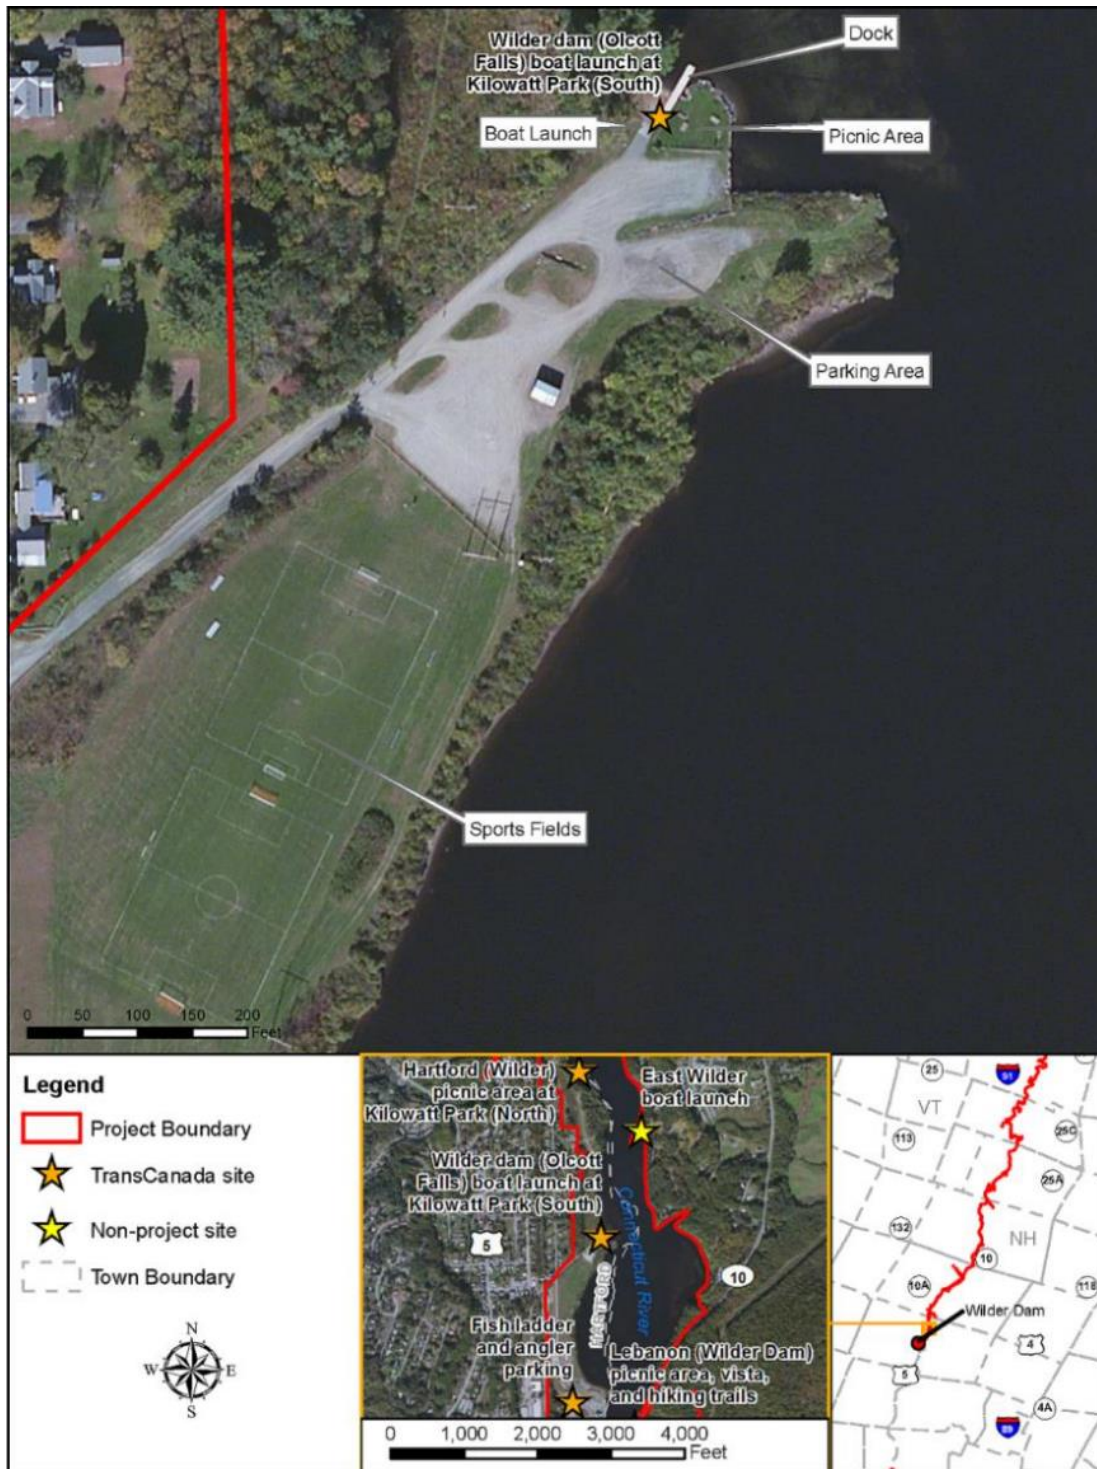 Wilder dam (Olcott
Falls) boat launch at
Kilowatt Park (South)
Dock
Boat Launch
Picnic Area
Parking Area
Sports Fields
0 50 100 150 200
Feet
Legend
Project Boundary
TransCanada site
Non-project site
Town Boundary
N
W E
S
Hartford (Wilder)
picnic area at
Kilowatt Park (North)
East Wilder
boat launch
Wilder dam (Olcott
Falls) boat launch at
Kilowatt Park (South)
5
HARTFORD
Connecticut River
10
Fish ladder
and angler
parking
Lebanon (Wilder Dam)
picnic area, vista,
and hiking trails
0 1,000 2,000 3,000 4,000
Feet
25
91
VT
113
25C
25A
132
NH
10
10A
118
Wilder Dam
4
5
4A
89